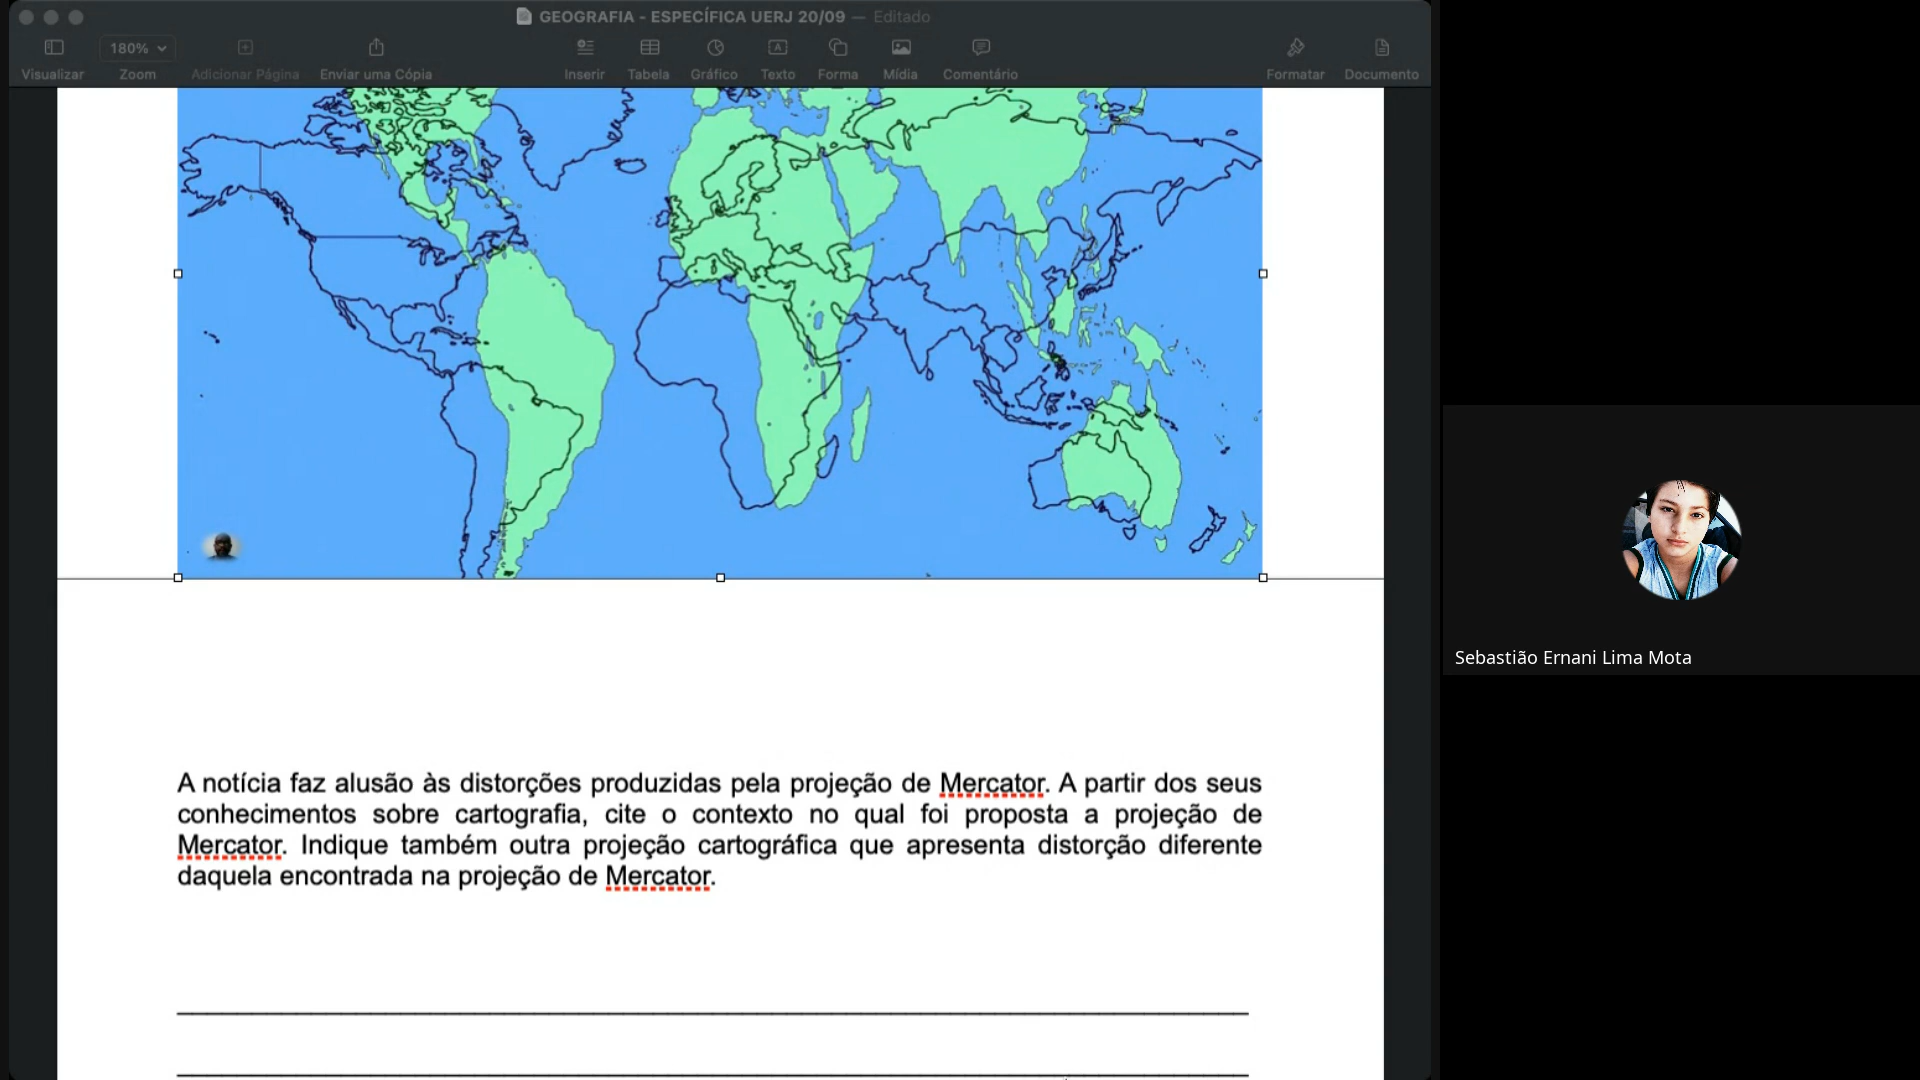 GEOGRAFIA - ESPECÍFICA UERJ 20/09 — Editado
180%
Visualizar
Zoom
Adicionar Página
Enviar uma Cópia
Inserir
Tabela
Gráfico
Texto
Forma
Mídia
Comentário
Formatar
Documento
A notícia faz alusão às distorções produzidas pela projeção de Mercator. A partir dos seus
conhecimentos sobre cartografia, cite o contexto no qual foi proposta a projeção de
Mercator. Indique também outra projeção cartográfica que apresenta distorção diferente
daquela encontrada na projeção de Mercator.
Sebastião Ernani Lima Mota